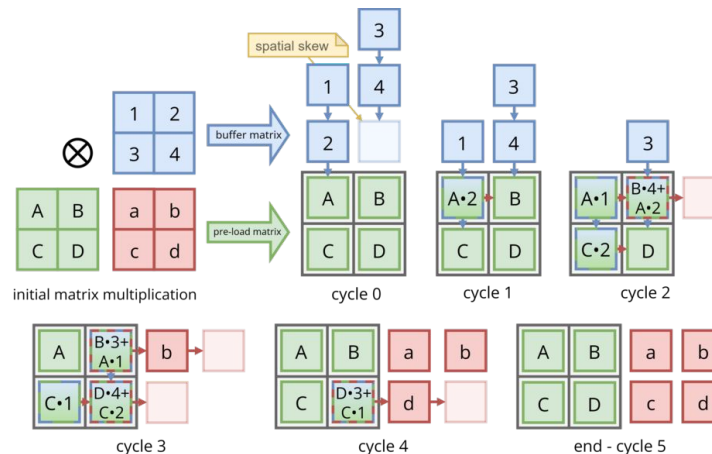 spatial skew
3
1
4
2
buffer matrix
1 2
3 4
A B
C D
a b
c d
pre-load matrix
initial matrix multiplication
A B
C D
cycle 0
3
1
4
A•2
B
C
D
cycle 1
3
A•1
B•4+
A•2
C•2
D
cycle 2
A
B•3+
A•1
b
C•1
D•4+
C•2
cycle 3
A B a b
C
D•3+
C•1
d
cycle 4
A B a b
C D c d
end - cycle 5